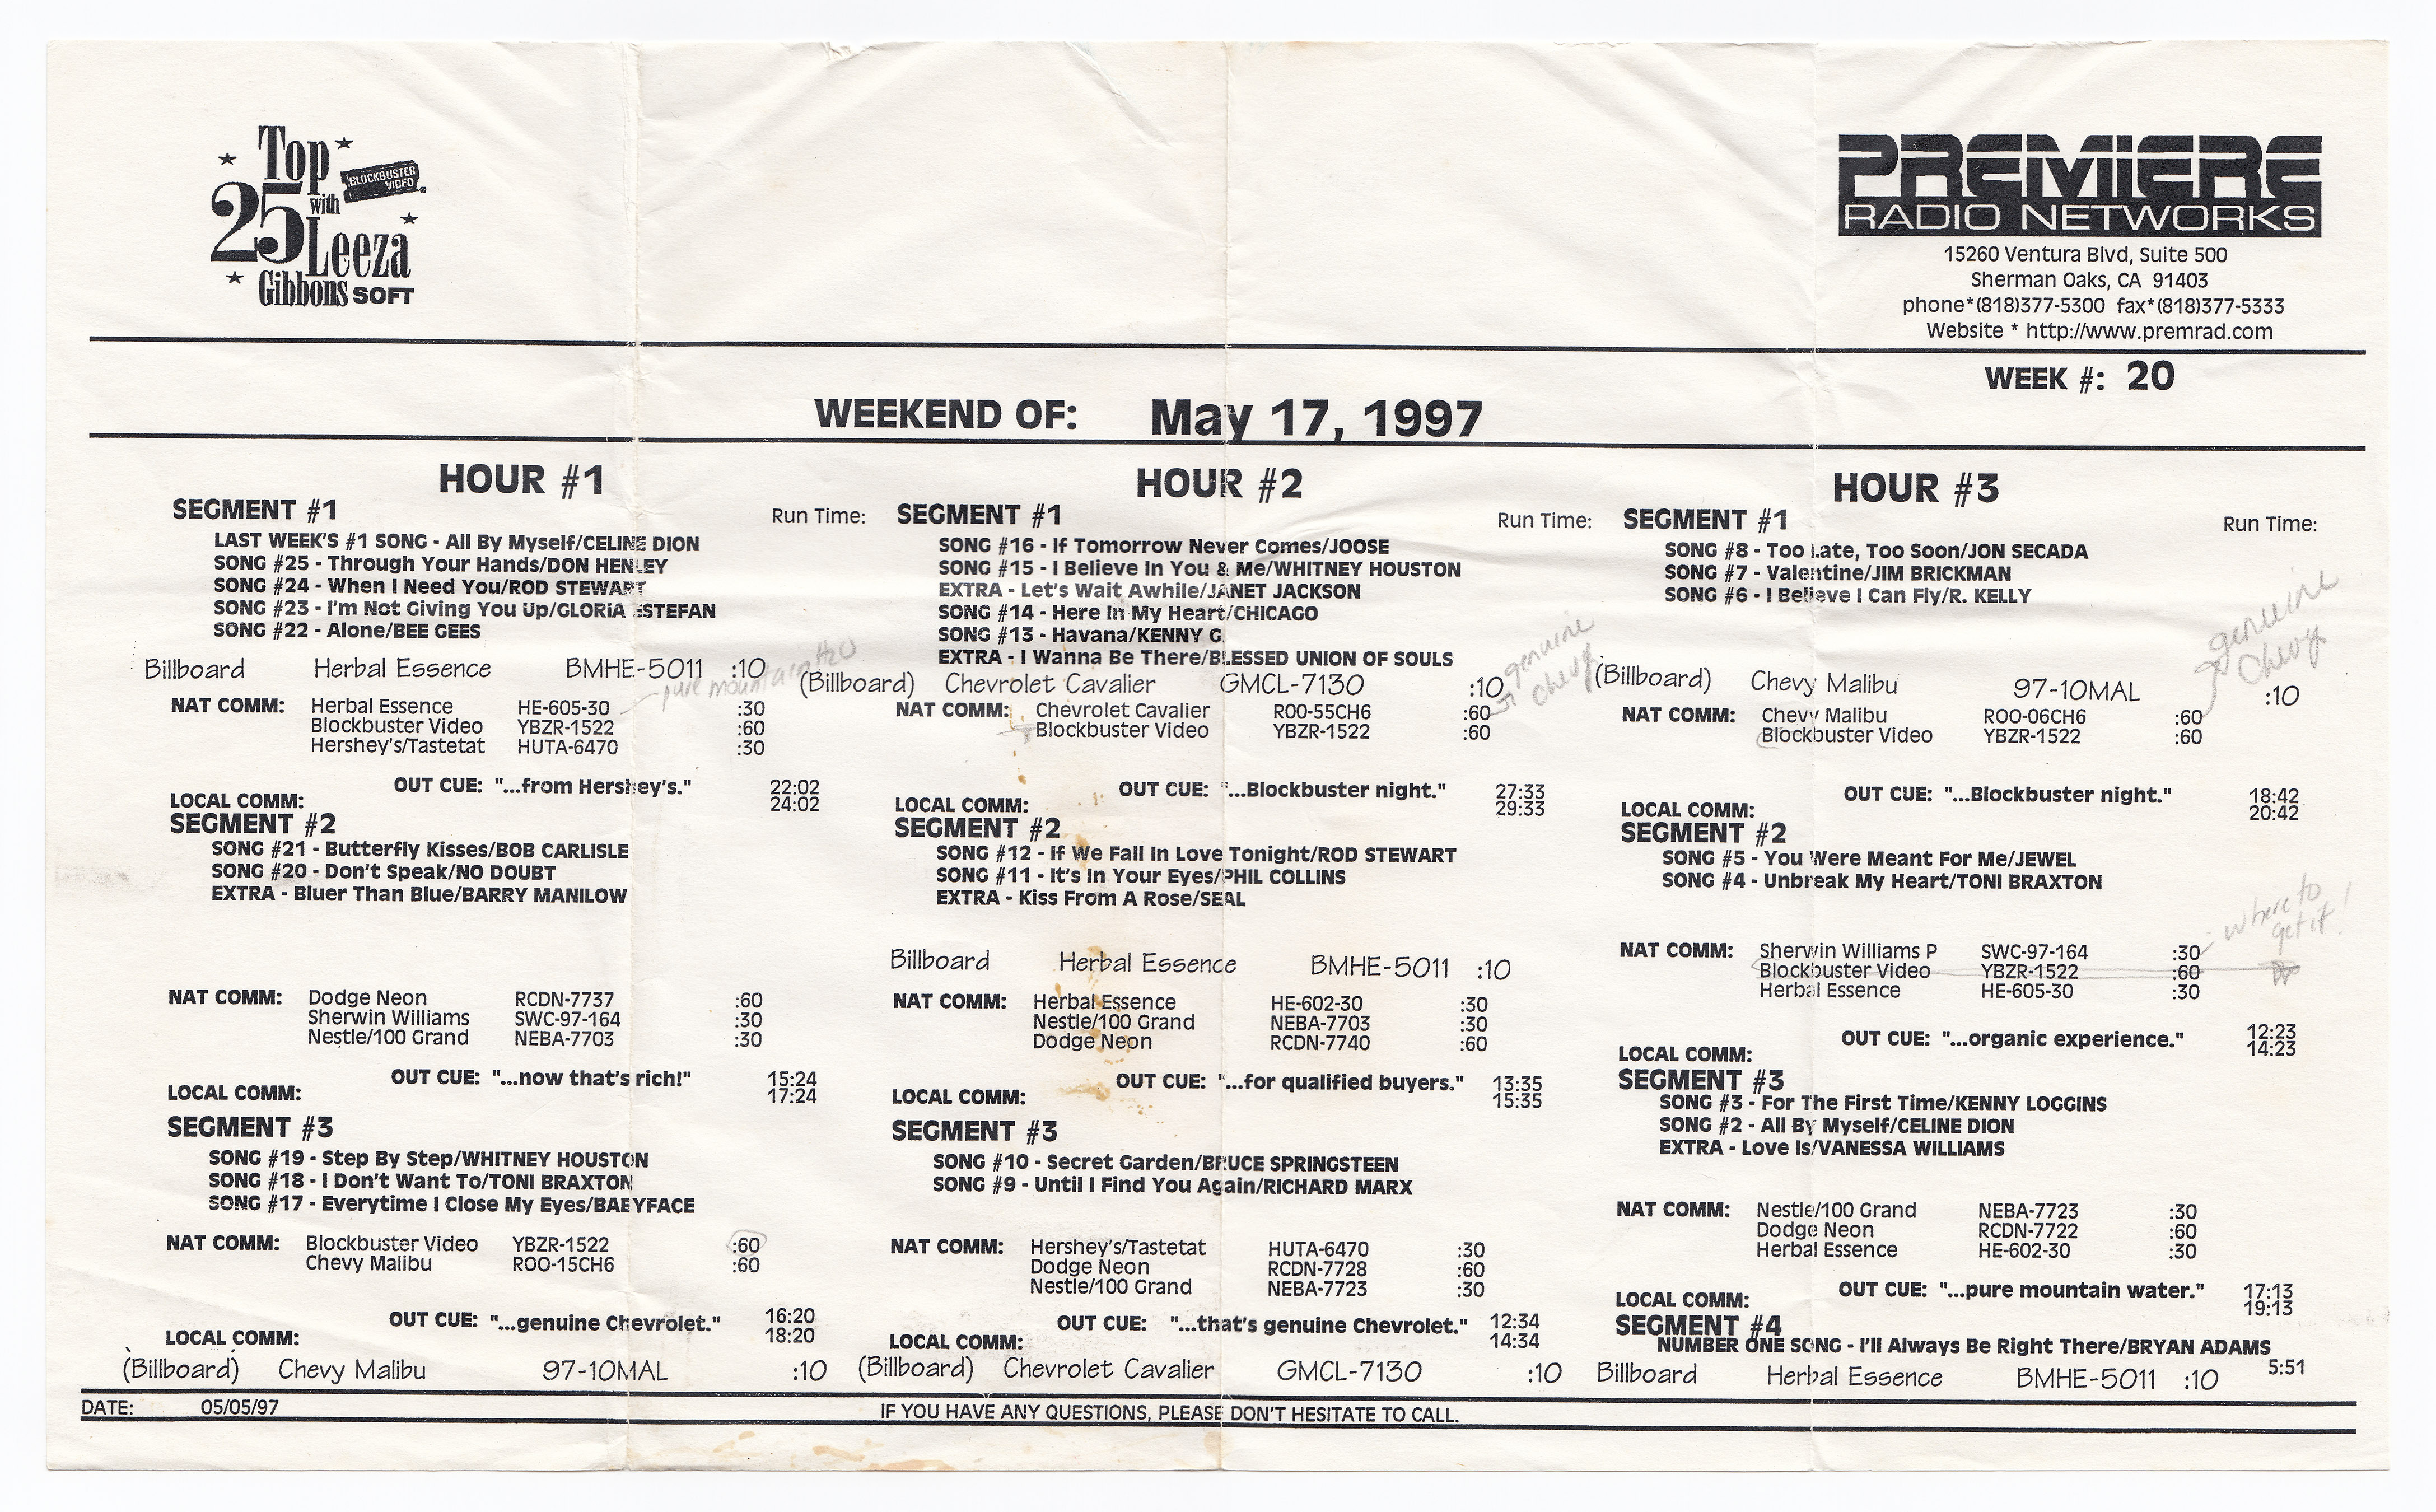 Top
25 with
Leeza
Gibbons SOFT
BLOCKBUSTER
VIDEO
PREMIERE
RADIO NETWORKS
15260 Ventura Blvd, Suite 500
Sherman Oaks, CA 91403
phone*(818)377-5300 fax*(818)377-5333
Website * http://www.premrad.com
WEEK #: 20
WEEKEND OF: May 17, 1997
HOUR #1
SEGMENT #1
Run Time:
LAST WEEK'S #1 SONG - All By Myself/CELINE DION
SONG #25 - Through Your Hands/DON HENLEY
SONG #24 - When I Need You/ROD STEWART
SONG #23 - I'm Not Giving You Up/GLORIA ESTEFAN
SONG #22 - Alone/BEE GEES
Billboard Herbal Essence BMHE-5011 :10
pure mountain H2O
NAT COMM: Herbal Essence HE-605-30 :30
Blockbuster Video YBZR-1522 :60
Hershey's/Tastetat HUTA-6470 :30
OUT CUE: "...from Hershey's." 22:02
LOCAL COMM: 24:02
SEGMENT #2
SONG #21 - Butterfly Kisses/BOB CARLISLE
SONG #20 - Don't Speak/NO DOUBT
EXTRA - Bluer Than Blue/BARRY MANILOW
NAT COMM: Dodge Neon RCDN-7737 :60
Sherwin Williams SWC-97-164 :30
Nestle/100 Grand NEBA-7703 :30
OUT CUE: "...now that's rich!" 15:24
LOCAL COMM: 17:24
SEGMENT #3
SONG #19 - Step By Step/WHITNEY HOUSTON
SONG #18 - I Don't Want To/TONI BRAXTON
SONG #17 - Everytime I Close My Eyes/BABYFACE
NAT COMM: Blockbuster Video YBZR-1522 :60
Chevy Malibu ROO-15CH6 :60
OUT CUE: "...genuine Chevrolet." 16:20
LOCAL COMM: 18:20
(Billboard) Chevy Malibu 97-10MAL :10
HOUR #2
SEGMENT #1
Run Time:
SONG #16 - If Tomorrow Never Comes/JOOSE
SONG #15 - I Believe In You & Me/WHITNEY HOUSTON
EXTRA - Let's Wait Awhile/JANET JACKSON
SONG #14 - Here In My Heart/CHICAGO
SONG #13 - Havana/KENNY G.
EXTRA - I Wanna Be There/BLESSED UNION OF SOULS
(Billboard) Chevrolet Cavalier GMCL-7130 :10
genuine
chevy
NAT COMM: Chevrolet Cavalier ROO-55CH6 :60
Blockbuster Video YBZR-1522 :60
OUT CUE: "...Blockbuster night." 27:33
LOCAL COMM: 29:33
SEGMENT #2
SONG #12 - If We Fall In Love Tonight/ROD STEWART
SONG #11 - It's In Your Eyes/PHIL COLLINS
EXTRA - Kiss From A Rose/SEAL
Billboard Herbal Essence BMHE-5011 :10
NAT COMM: Herbal Essence HE-602-30 :30
Nestle/100 Grand NEBA-7703 :30
Dodge Neon RCDN-7740 :60
OUT CUE: "...for qualified buyers." 13:35
LOCAL COMM: 15:35
SEGMENT #3
SONG #10 - Secret Garden/BRUCE SPRINGSTEEN
SONG #9 - Until I Find You Again/RICHARD MARX
NAT COMM: Hershey's/Tastetat HUTA-6470 :30
Dodge Neon RCDN-7728 :60
Nestle/100 Grand NEBA-7723 :30
OUT CUE: "...that's genuine Chevrolet." 12:34
LOCAL COMM: 14:34
(Billboard) Chevrolet Cavalier GMCL-7130 :10
HOUR #3
SEGMENT #1
Run Time:
SONG #8 - Too Late, Too Soon/JON SECADA
SONG #7 - Valentine/JIM BRICKMAN
SONG #6 - I Believe I Can Fly/R. KELLY
genuine
Chevy
(Billboard) Chevy Malibu 97-10MAL :10
NAT COMM: Chevy Malibu ROO-06CH6 :60
Blockbuster Video YBZR-1522 :60
OUT CUE: "...Blockbuster night." 18:42
LOCAL COMM: 20:42
SEGMENT #2
SONG #5 - You Were Meant For Me/JEWEL
SONG #4 - Unbreak My Heart/TONI BRAXTON
where to
get it!
NAT COMM: Sherwin Williams P SWC-97-164 :30
Blockbuster Video YBZR-1522 :60
Herbal Essence HE-605-30 :30
OUT CUE: "...organic experience." 12:23
LOCAL COMM: 14:23
SEGMENT #3
SONG #3 - For The First Time/KENNY LOGGINS
SONG #2 - All By Myself/CELINE DION
EXTRA - Love Is/VANESSA WILLIAMS
NAT COMM: Nestle/100 Grand NEBA-7723 :30
Dodge Neon RCDN-7722 :60
Herbal Essence HE-602-30 :30
OUT CUE: "...pure mountain water." 17:13
LOCAL COMM: 19:13
SEGMENT #4
NUMBER ONE SONG - I'll Always Be Right There/BRYAN ADAMS
Billboard Herbal Essence BMHE-5011 :10 5:51
DATE: 05/05/97
IF YOU HAVE ANY QUESTIONS, PLEASE DON'T HESITATE TO CALL.